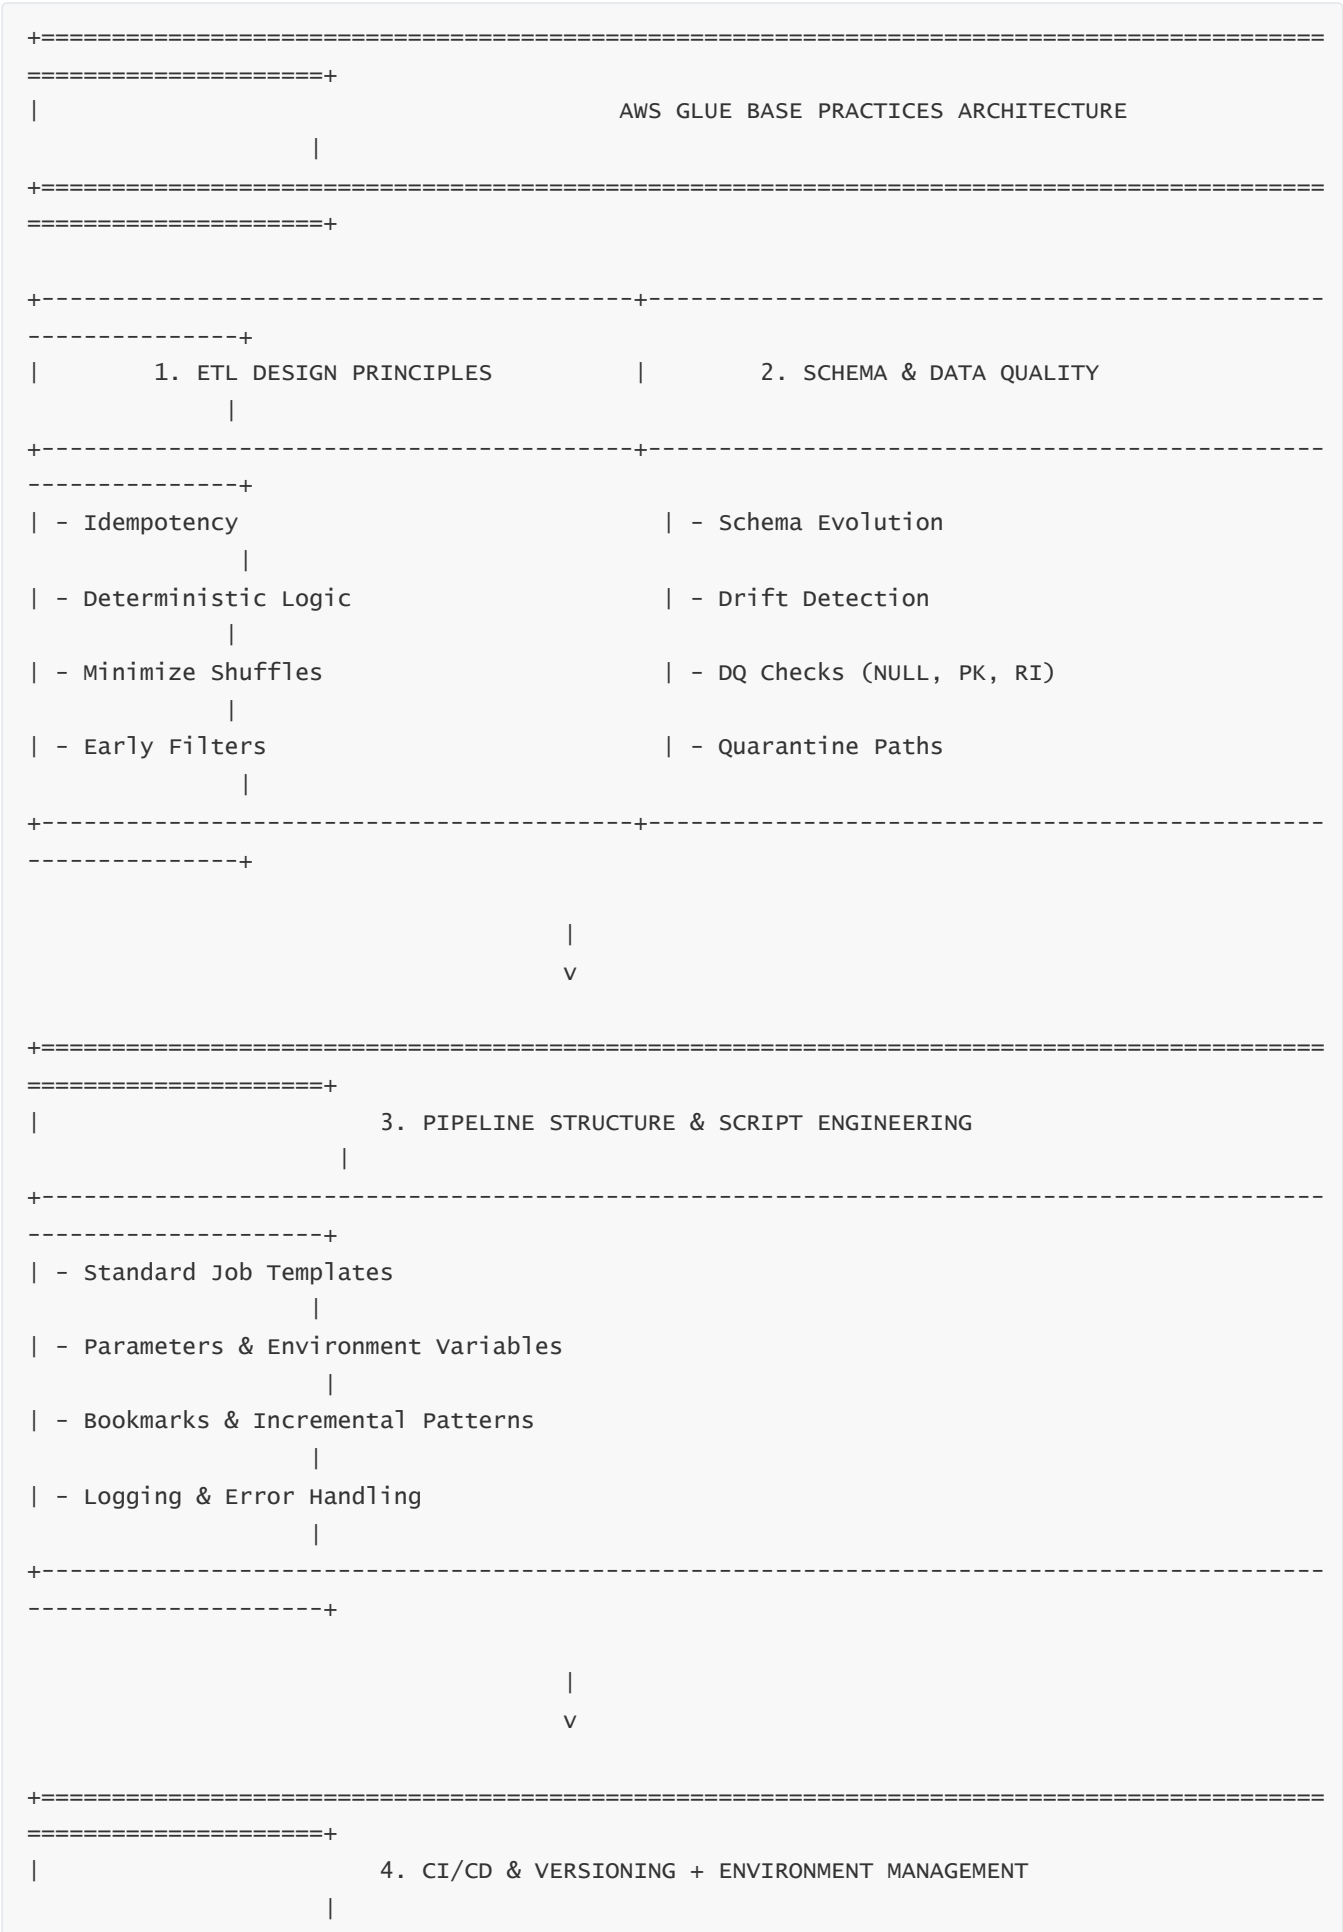 +===========================================================================================
=====================+
|                                         AWS GLUE BASE PRACTICES ARCHITECTURE
                    |
+===========================================================================================
=====================+
+------------------------------------------+------------------------------------------------
---------------+
|        1. ETL DESIGN PRINCIPLES          |        2. SCHEMA & DATA QUALITY
              |
+------------------------------------------+------------------------------------------------
---------------+
| - Idempotency                              | - Schema Evolution
               |
| - Deterministic Logic                      | - Drift Detection
              |
| - Minimize Shuffles                        | - DQ Checks (NULL, PK, RI)
              |
| - Early Filters                            | - Quarantine Paths
               |
+------------------------------------------+------------------------------------------------
---------------+
                                      |
                                      v
+===========================================================================================
=====================+
|                        3. PIPELINE STRUCTURE & SCRIPT ENGINEERING
                      |
+-------------------------------------------------------------------------------------------
---------------------+
| - Standard Job Templates
                    |
| - Parameters & Environment Variables
                     |
| - Bookmarks & Incremental Patterns
                    |
| - Logging & Error Handling
                    |
+-------------------------------------------------------------------------------------------
---------------------+
                                      |
                                      v
+===========================================================================================
=====================+
|                        4. CI/CD & VERSIONING + ENVIRONMENT MANAGEMENT
                     |